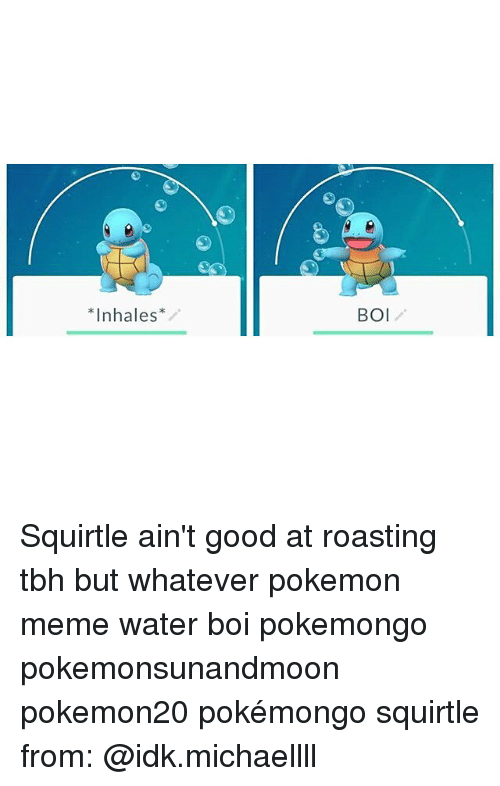 *Inhales*
BOI
Squirtle ain't good at roasting
tbh but whatever pokemon
meme water boi pokemongo
pokemonsunandmoon
pokemon20 pokémongo squirtle
from: @idk.michaellll